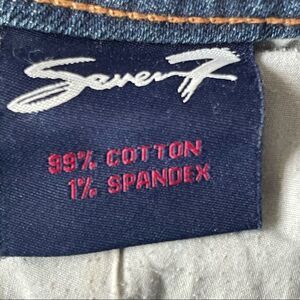 Seven7
99% COTTON
1% SPANDEX